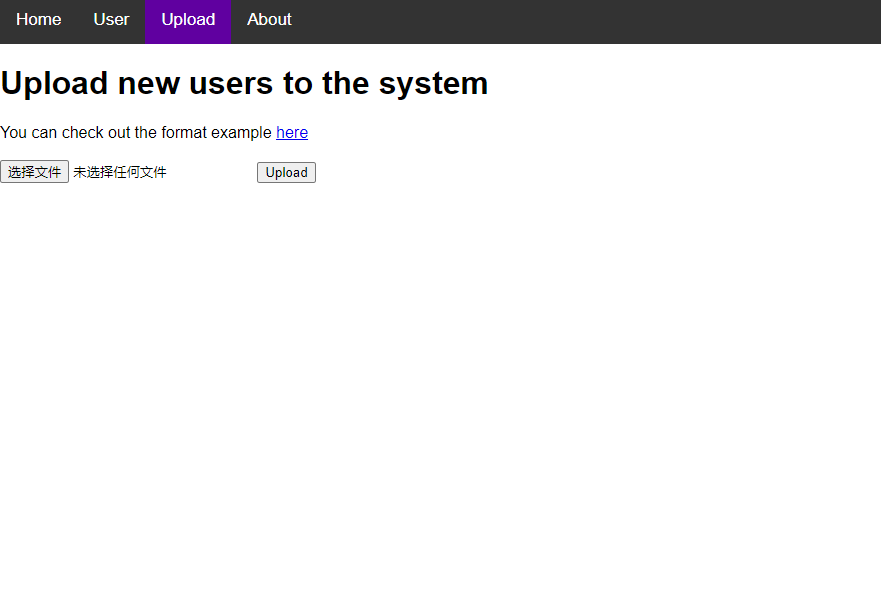 Home User Upload About
Upload new users to the system
You can check out the format example here
选择文件 未选择任何文件 Upload